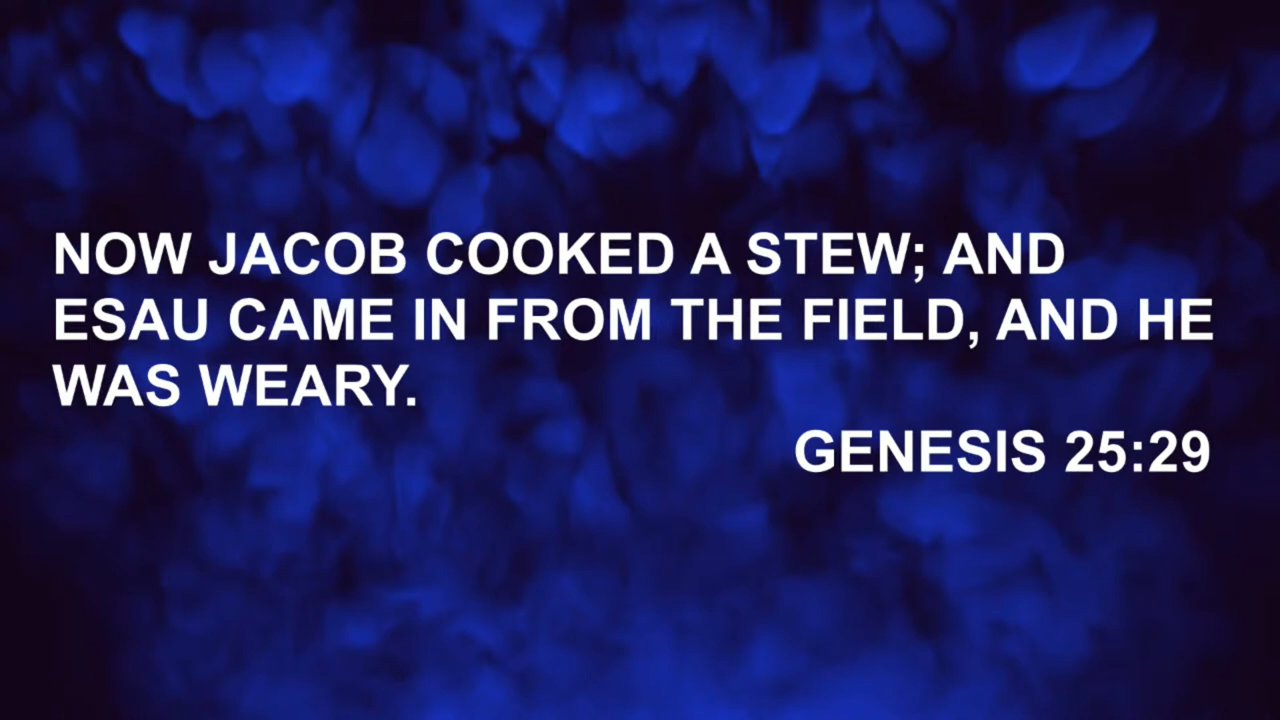 NOW JACOB COOKED A STEW; AND
ESAU CAME IN FROM THE FIELD, AND HE
WAS WEARY.
GENESIS 25:29